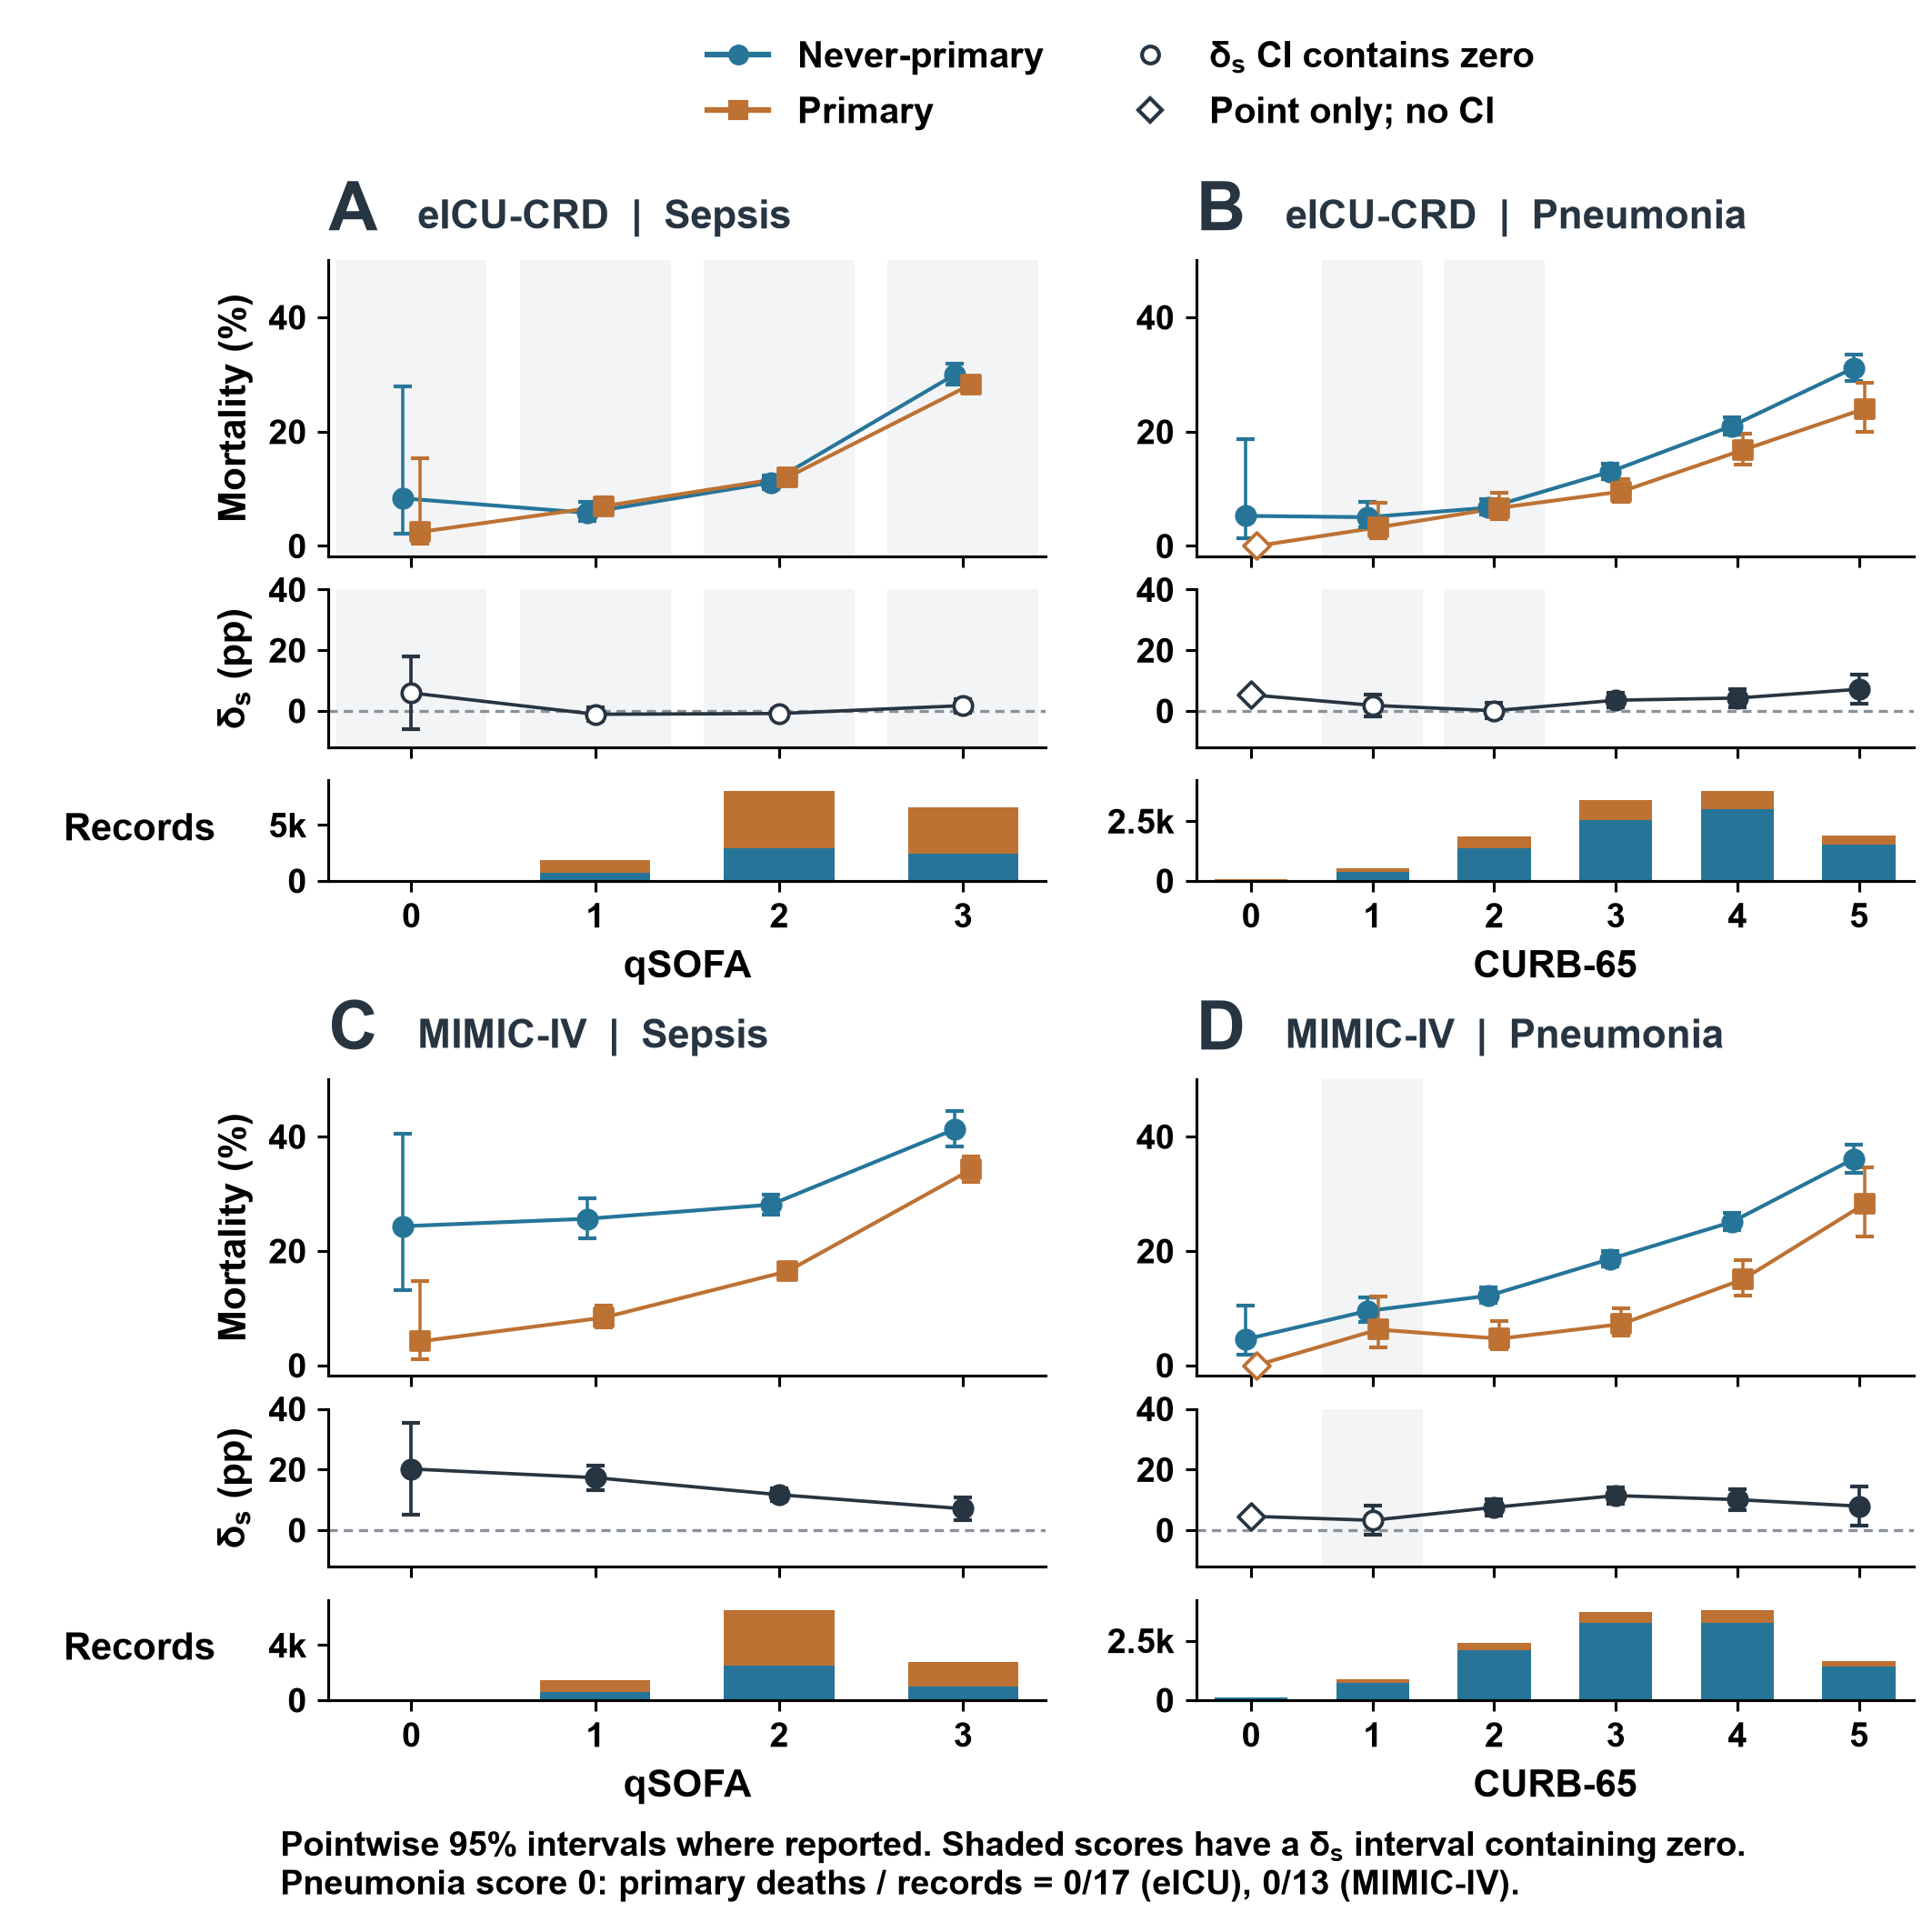 Never-primary
Primary
δs CI contains zero
Point only; no CI
A eICU-CRD | Sepsis
Mortality (%)
40
20
0
δs (pp)
40
20
0
Records
5k
0
0 1 2 3
qSOFA
B eICU-CRD | Pneumonia
40
20
0
40
20
0
2.5k
0
0 1 2 3 4 5
CURB-65
C MIMIC-IV | Sepsis
Mortality (%)
40
20
0
δs (pp)
40
20
0
Records
4k
0
0 1 2 3
qSOFA
D MIMIC-IV | Pneumonia
40
20
0
40
20
0
2.5k
0
0 1 2 3 4 5
CURB-65
Pointwise 95% intervals where reported. Shaded scores have a δs interval containing zero.
Pneumonia score 0: primary deaths / records = 0/17 (eICU), 0/13 (MIMIC-IV).